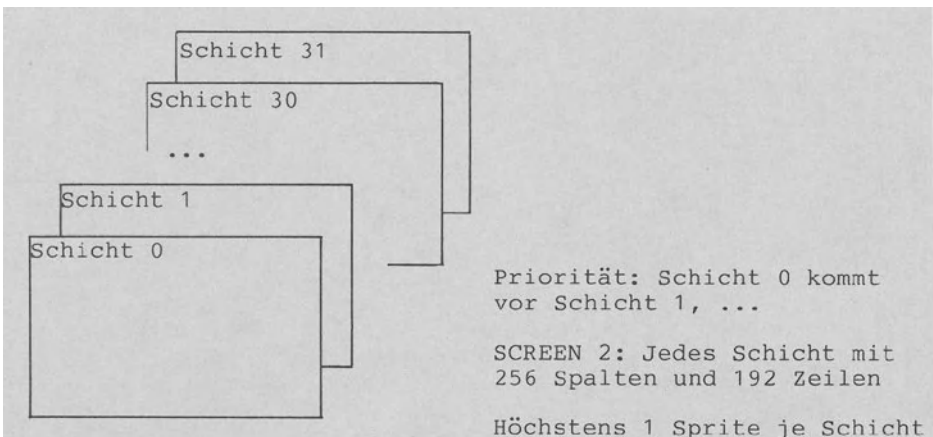 Schicht 31
Schicht 30
...
Schicht 1
Schicht 0
Priorität: Schicht 0 kommt
vor Schicht 1, ...
SCREEN 2: Jedes Schicht mit
256 Spalten und 192 Zeilen
Höchstens 1 Sprite je Schicht